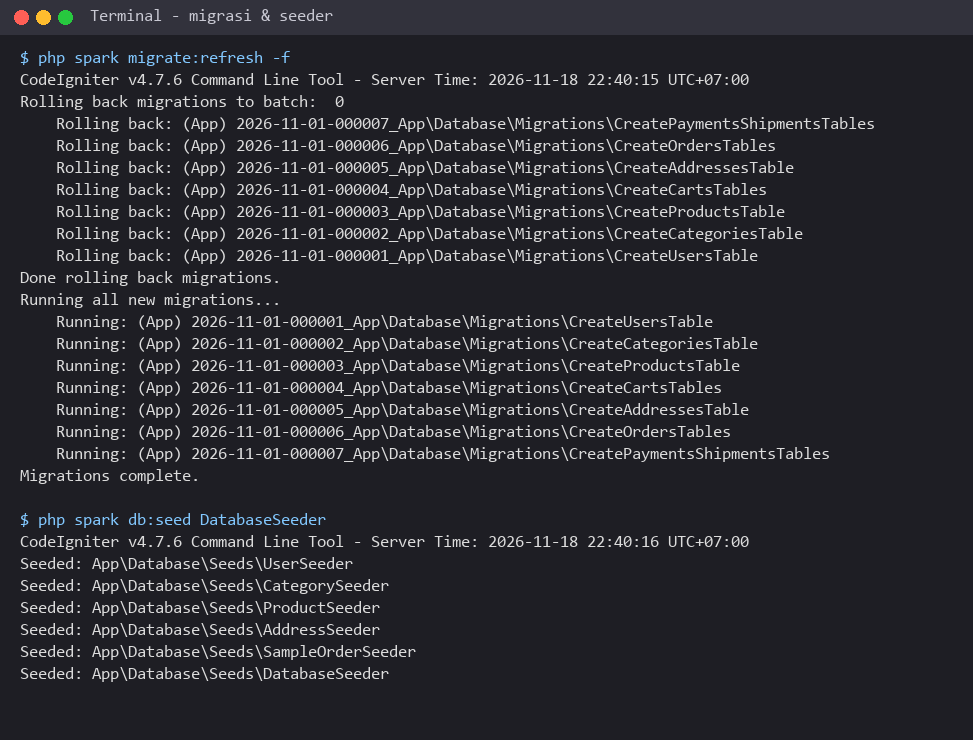 Terminal - migrasi & seeder
$ php spark migrate:refresh -f
CodeIgniter v4.7.6 Command Line Tool - Server Time: 2026-11-18 22:40:15 UTC+07:00
Rolling back migrations to batch:  0
    Rolling back: (App) 2026-11-01-000007_App\Database\Migrations\CreatePaymentsShipmentsTables
    Rolling back: (App) 2026-11-01-000006_App\Database\Migrations\CreateOrdersTables
    Rolling back: (App) 2026-11-01-000005_App\Database\Migrations\CreateAddressesTable
    Rolling back: (App) 2026-11-01-000004_App\Database\Migrations\CreateCartsTables
    Rolling back: (App) 2026-11-01-000003_App\Database\Migrations\CreateProductsTable
    Rolling back: (App) 2026-11-01-000002_App\Database\Migrations\CreateCategoriesTable
    Rolling back: (App) 2026-11-01-000001_App\Database\Migrations\CreateUsersTable
Done rolling back migrations.
Running all new migrations...
    Running: (App) 2026-11-01-000001_App\Database\Migrations\CreateUsersTable
    Running: (App) 2026-11-01-000002_App\Database\Migrations\CreateCategoriesTable
    Running: (App) 2026-11-01-000003_App\Database\Migrations\CreateProductsTable
    Running: (App) 2026-11-01-000004_App\Database\Migrations\CreateCartsTables
    Running: (App) 2026-11-01-000005_App\Database\Migrations\CreateAddressesTable
    Running: (App) 2026-11-01-000006_App\Database\Migrations\CreateOrdersTables
    Running: (App) 2026-11-01-000007_App\Database\Migrations\CreatePaymentsShipmentsTables
Migrations complete.
$ php spark db:seed DatabaseSeeder
CodeIgniter v4.7.6 Command Line Tool - Server Time: 2026-11-18 22:40:16 UTC+07:00
Seeded: App\Database\Seeds\UserSeeder
Seeded: App\Database\Seeds\CategorySeeder
Seeded: App\Database\Seeds\ProductSeeder
Seeded: App\Database\Seeds\AddressSeeder
Seeded: App\Database\Seeds\SampleOrderSeeder
Seeded: App\Database\Seeds\DatabaseSeeder